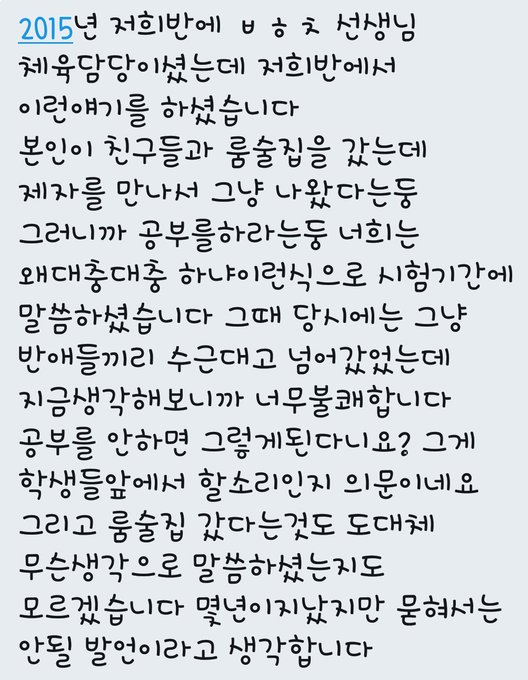 2015년 저희반에 ㅂ ㅎ ㅊ 선생님
체육담당이셨는데 저희반에서
이런얘기를 하셨습니다
본인이 친구들과 룸술집을 갔는데
제자를 만나서 그냥 나왔다는둥
그러니까 공부를하라는둥 너희는
왜대충대충 하냐이런식으로 시험기간에
말씀하셨습니다 그때 당시에는 그냥
반애들끼리 수근대고 넘어갔었는데
지금생각해보니까 너무불쾌합니다
공부를 안하면 그렇게된다니요? 그게
학생들앞에서 할소리인지 의문이네요
그리고 룸술집 갔다는것도 도대체
무슨생각으로 말씀하셨는지도
모르겠습니다 몇년이지났지만 묻혀서는
안될 발언이라고 생각합니다